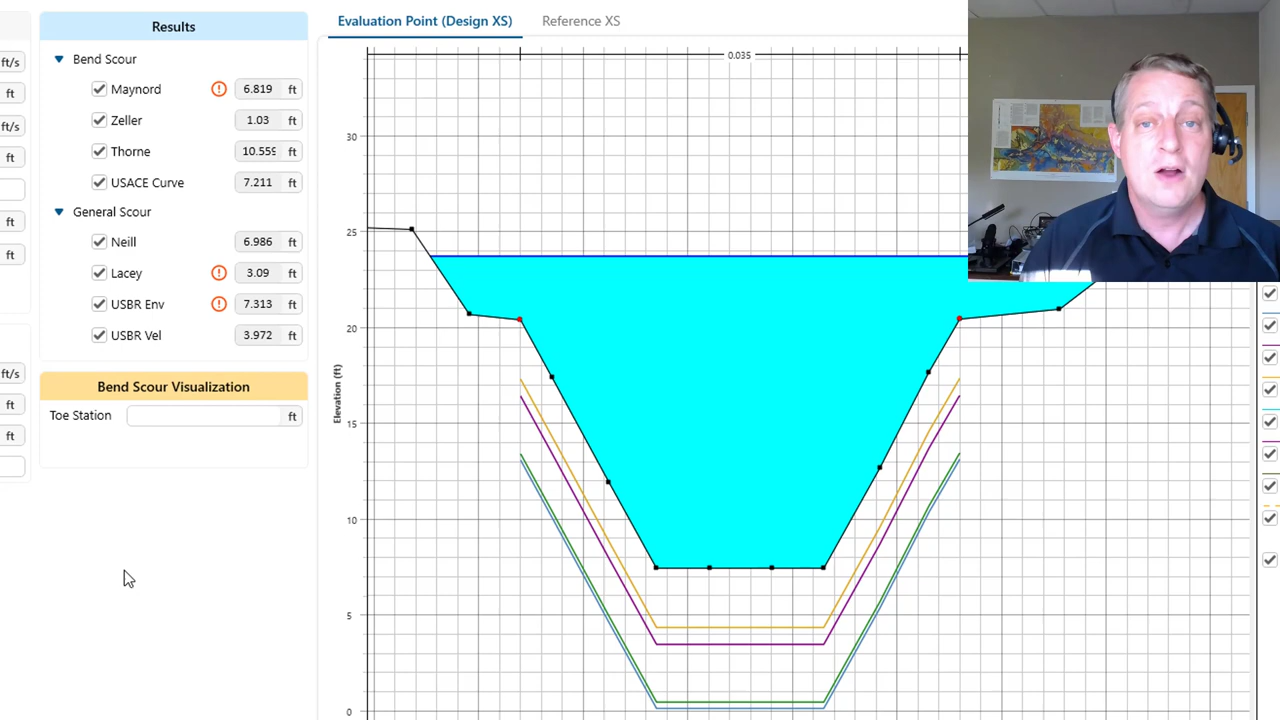 ft/s
ft
ft/s
ft
ft
ft
ft/s
ft
ft
Results
Bend Scour
Maynord 6.819 ft
Zeller 1.03 ft
Thorne 10.559 ft
USACE Curve 7.211 ft
General Scour
Neill 6.986 ft
Lacey 3.09 ft
USBR Env 7.313 ft
USBR Vel 3.972 ft
Bend Scour Visualization
Toe Station ft
Evaluation Point (Design XS) Reference XS
0.035
30
25
20
15
10
5
0
Elevation (ft)